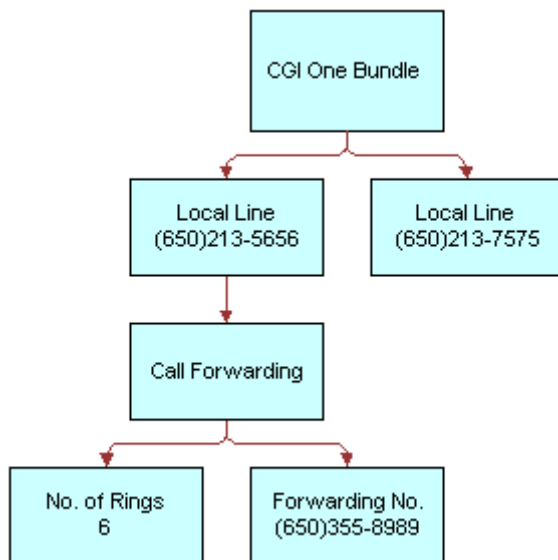 CGI One Bundle
Local Line
(650)213-5656
Local Line
(650)213-7575
Call Forwarding
No. of Rings
6
Forwarding No.
(650)355-8989